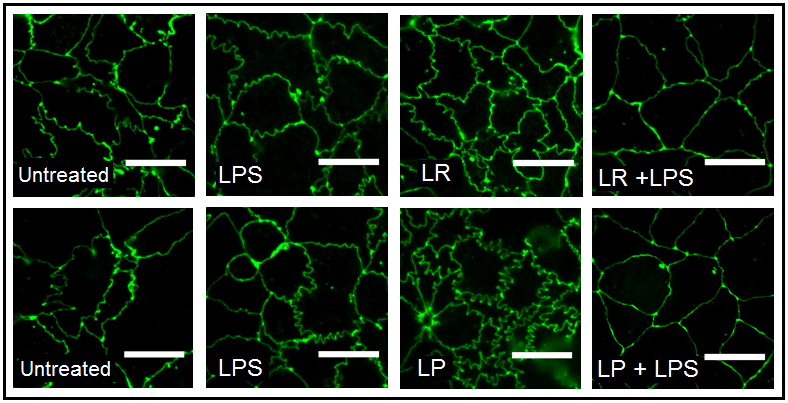 Untreated
LPS
LR
LR +LPS
Untreated
LPS
LP
LP + LPS